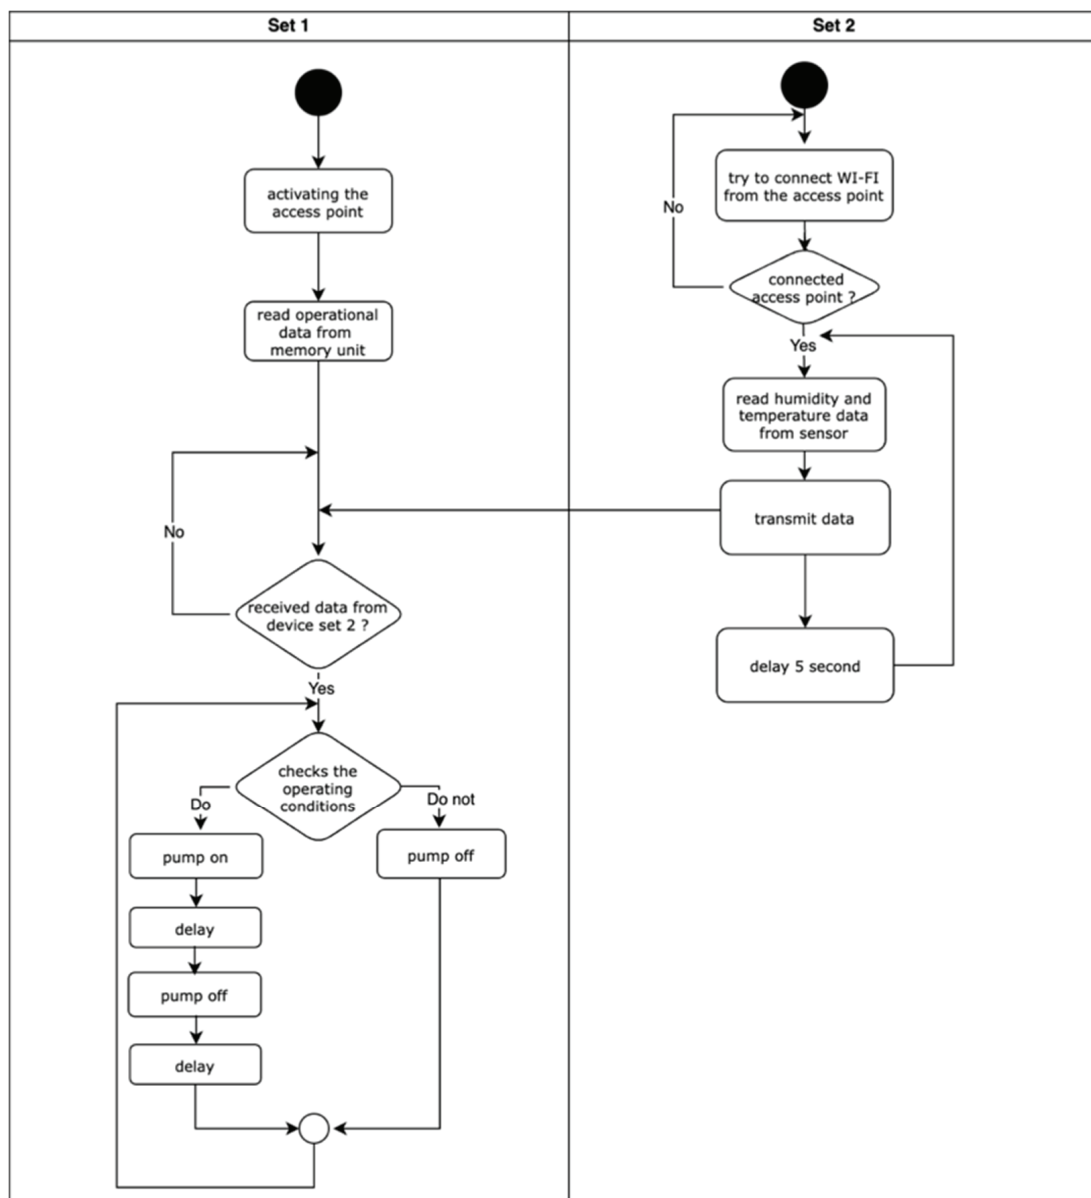 Set 1
activating the
access point
read operational
data from
memory unit
No
received data from
device set 2 ?
Yes
checks the
operating
conditions
Do
Do not
pump on
pump off
delay
pump off
delay
Set 2
try to connect WI-FI
from the access point
No
connected
access point ?
Yes
read humidity and
temperature data
from sensor
transmit data
delay 5 second